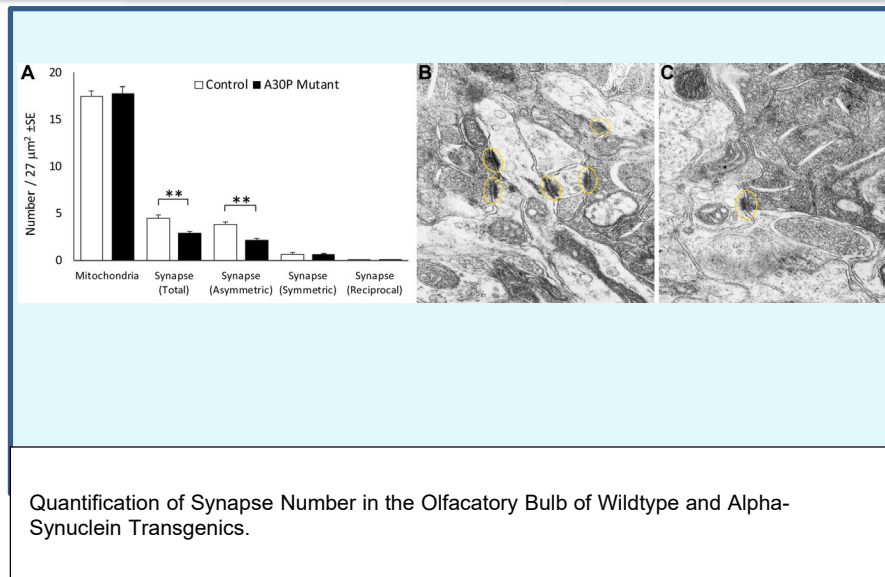 A
20
15
10
5
0
Number / 27 μm² ±SE
Control A30P Mutant
**
**
Mitochondria
Synapse
(Total)
Synapse
(Asymmetric)
Synapse
(Symmetric)
Synapse
(Reciprocal)
B
C
Quantification of Synapse Number in the Olfacatory Bulb of Wildtype and Alpha-
Synuclein Transgenics.